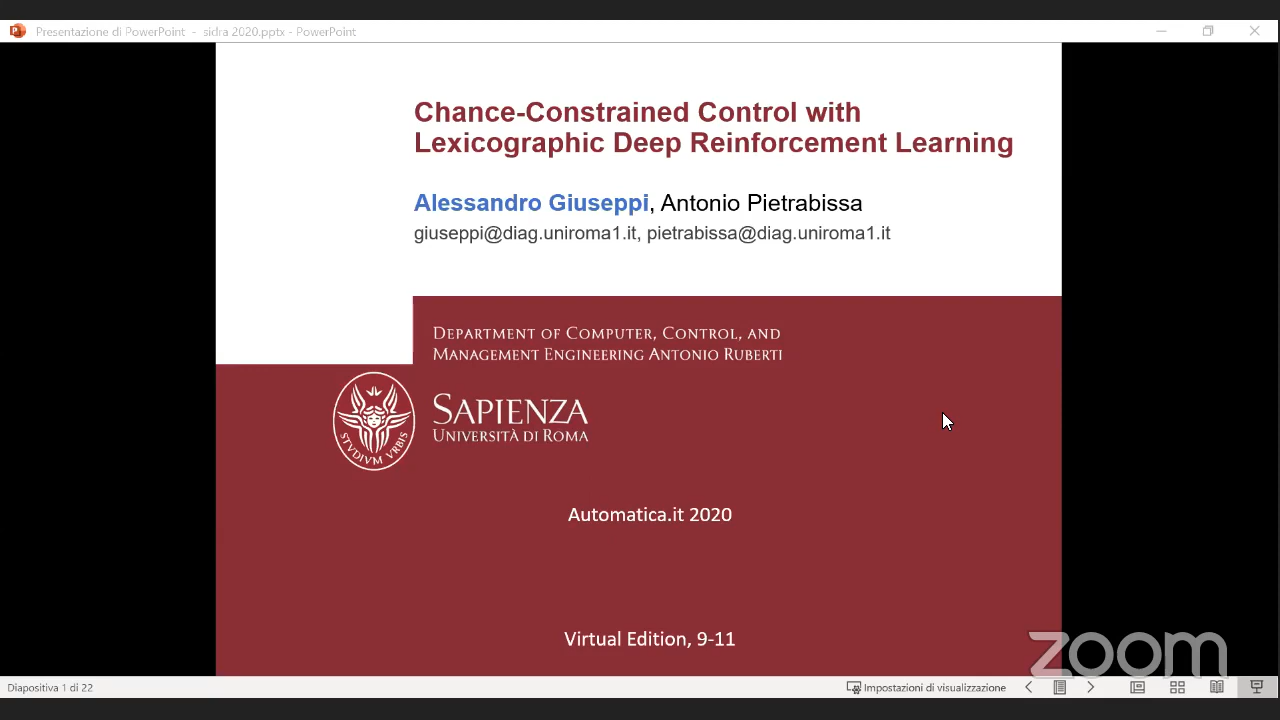 Presentazione di PowerPoint - sidra 2020.pptx - PowerPoint
Chance-Constrained Control with
Lexicographic Deep Reinforcement Learning
Alessandro Giuseppi, Antonio Pietrabissa
giuseppi@diag.uniroma1.it, pietrabissa@diag.uniroma1.it
DEPARTMENT OF COMPUTER, CONTROL, AND
MANAGEMENT ENGINEERING ANTONIO RUBERTI
SAPIENZA
UNIVERSITÀ DI ROMA
STVDIVM VRBIS
Automatica.it 2020
Virtual Edition, 9-11
zoom
Diapositiva 1 di 22
Impostazioni di visualizzazione